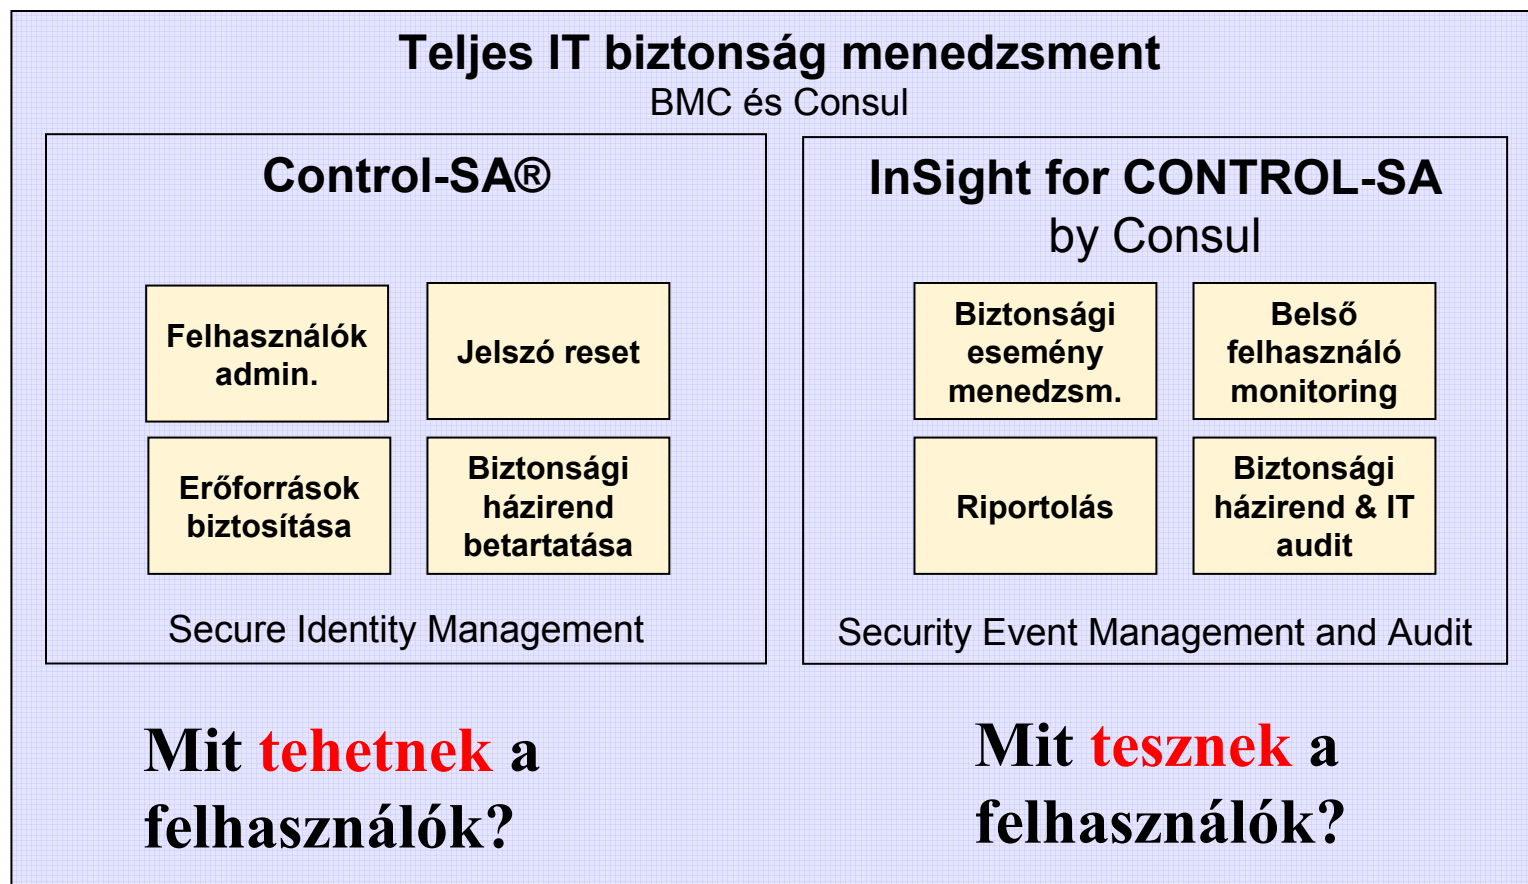 Teljes IT biztonság menedzsment
BMC és Consul
Control-SA®
Felhasználók
admin.
Jelszó reset
Erőforrások
biztosítása
Biztonsági
házirend
betartatása
Secure Identity Management
InSight for CONTROL-SA
by Consul
Biztonsági
esemény
menedzsm.
Belső
felhasználó
monitoring
Riportolás
Biztonsági
házirend & IT
audit
Security Event Management and Audit
Mit tehetnek a
felhasználók?
Mit tesznek a
felhasználók?